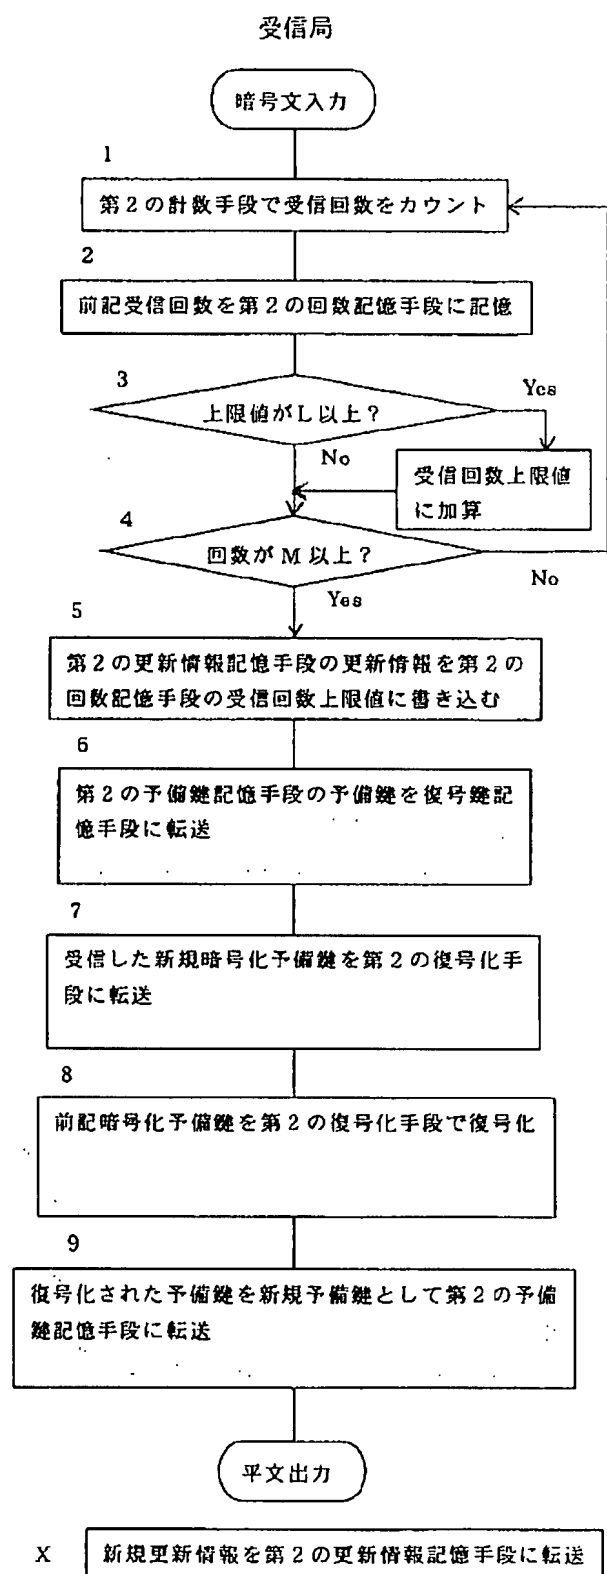 受信局
暗号文入力
1
第2の計数手段で受信回数をカウント
2
前記受信回数を第2の回数記憶手段に記憶
3
上限値がL以上?
Yes
No
受信回数上限値
に加算
4
回数がM以上?
No
Yes
5
第2の更新情報記憶手段の更新情報を第2の
回数記憶手段の受信回数上限値に書き込む
6
第2の予備鍵記憶手段の予備鍵を復号鍵記
憶手段に転送
7
受信した新規暗号化予備鍵を第2の復号化手
段に転送
8
前記暗号化予備鍵を第2の復号化手段で復号化
9
復号化された予備鍵を新規予備鍵として第2の予備
鍵記憶手段に転送
平文出力
X
新規更新情報を第2の更新情報記憶手段に転送